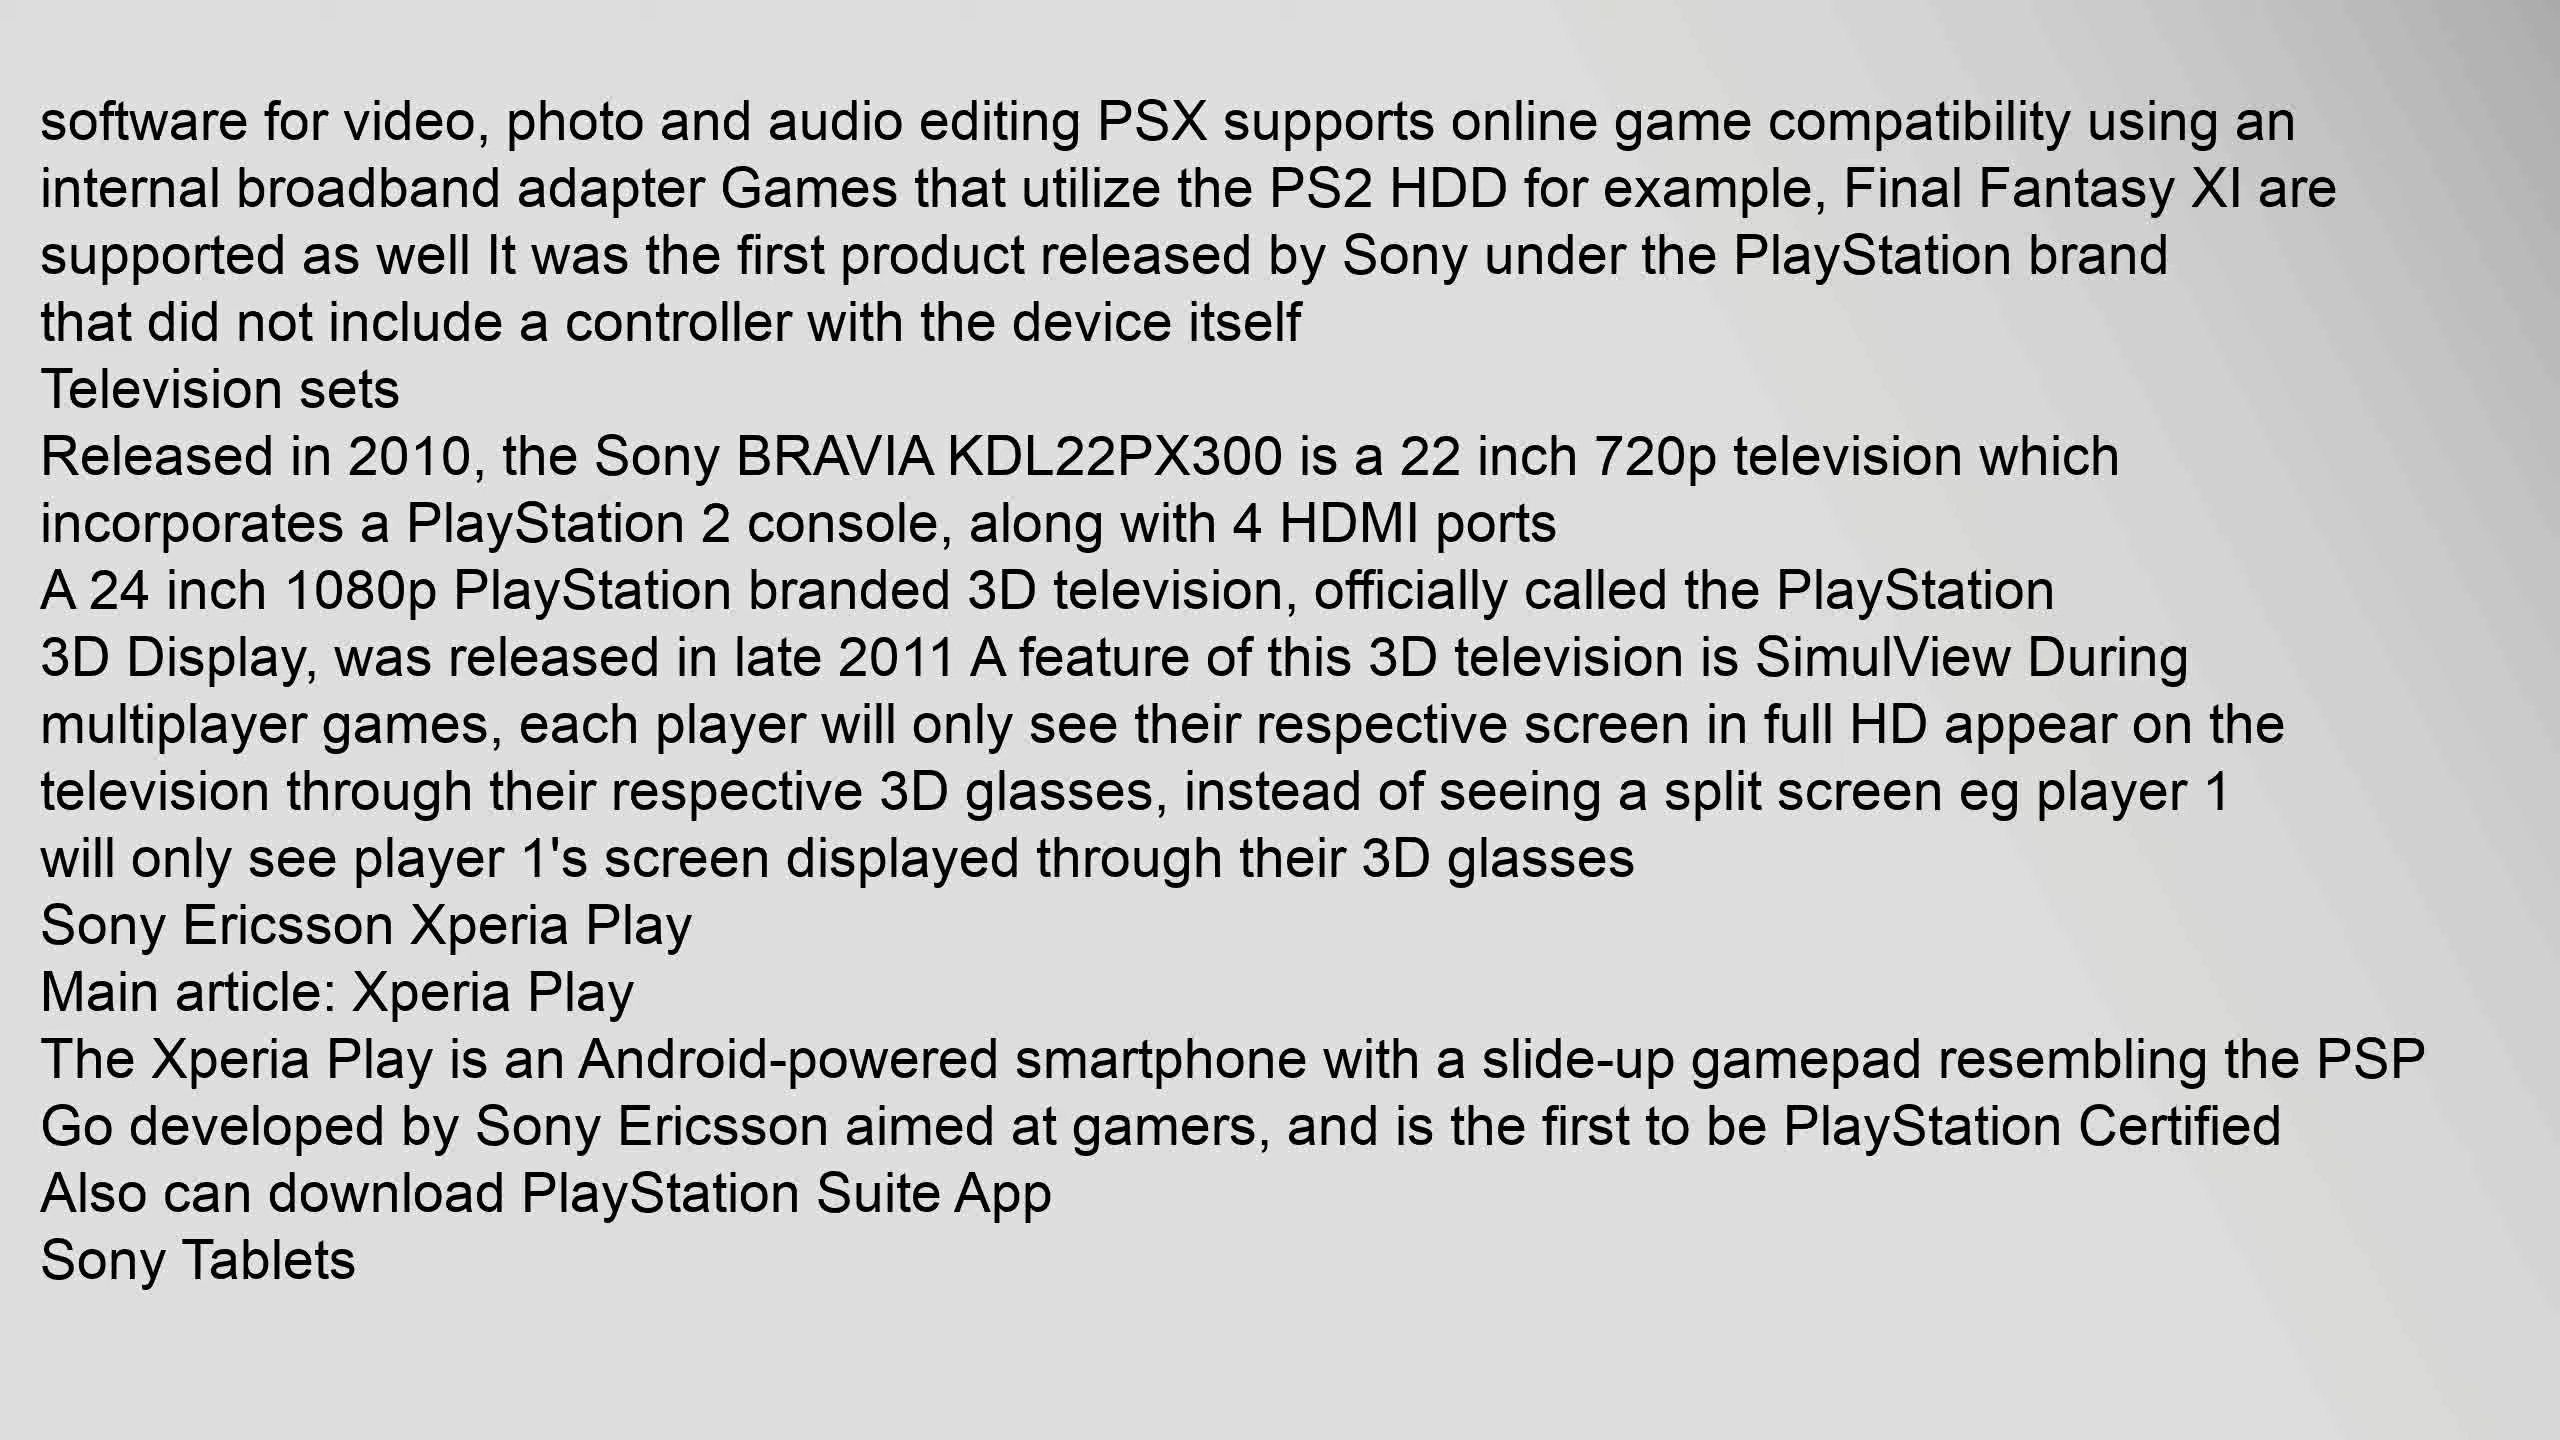 software for video, photo and audio editing PSX supports online game compatibility using an
internal broadband adapter Games that utilize the PS2 HDD for example, Final Fantasy XI are
supported as well It was the first product released by Sony under the PlayStation brand
that did not include a controller with the device itself
Television sets
Released in 2010, the Sony BRAVIA KDL22PX300 is a 22 inch 720p television which
incorporates a PlayStation 2 console, along with 4 HDMI ports
A 24 inch 1080p PlayStation branded 3D television, officially called the PlayStation
3D Display, was released in late 2011 A feature of this 3D television is SimulView During
multiplayer games, each player will only see their respective screen in full HD appear on the
television through their respective 3D glasses, instead of seeing a split screen eg player 1
will only see player 1's screen displayed through their 3D glasses
Sony Ericsson Xperia Play
Main article: Xperia Play
The Xperia Play is an Android-powered smartphone with a slide-up gamepad resembling the PSP
Go developed by Sony Ericsson aimed at gamers, and is the first to be PlayStation Certified
Also can download PlayStation Suite App
Sony Tablets